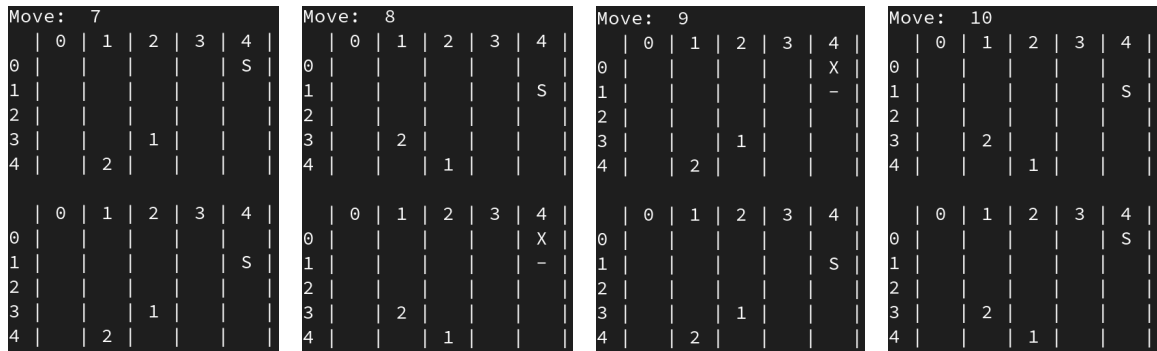 Move:  7
  | 0 | 1 | 2 | 3 | 4 |
0 |   |   |   |   | S |
1 |   |   |   |   |   |
2 |   |   |   |   |   |
3 |   |   | 1 |   |   |
4 |   | 2 |   |   |   |
  | 0 | 1 | 2 | 3 | 4 |
0 |   |   |   |   |   |
1 |   |   |   |   | S |
2 |   |   |   |   |   |
3 |   |   | 1 |   |   |
4 |   | 2 |   |   |   |
Move:  8
  | 0 | 1 | 2 | 3 | 4 |
0 |   |   |   |   |   |
1 |   |   |   |   | S |
2 |   |   |   |   |   |
3 |   | 2 |   |   |   |
4 |   |   | 1 |   |   |
  | 0 | 1 | 2 | 3 | 4 |
0 |   |   |   |   | X |
1 |   |   |   |   | - |
2 |   |   |   |   |   |
3 |   | 2 |   |   |   |
4 |   |   | 1 |   |   |
Move:  9
  | 0 | 1 | 2 | 3 | 4 |
0 |   |   |   |   | X |
1 |   |   |   |   | - |
2 |   |   |   |   |   |
3 |   |   | 1 |   |   |
4 |   | 2 |   |   |   |
  | 0 | 1 | 2 | 3 | 4 |
0 |   |   |   |   |   |
1 |   |   |   |   | S |
2 |   |   |   |   |   |
3 |   |   | 1 |   |   |
4 |   | 2 |   |   |   |
Move:  10
  | 0 | 1 | 2 | 3 | 4 |
0 |   |   |   |   |   |
1 |   |   |   |   | S |
2 |   |   |   |   |   |
3 |   | 2 |   |   |   |
4 |   |   | 1 |   |   |
  | 0 | 1 | 2 | 3 | 4 |
0 |   |   |   |   | S |
1 |   |   |   |   |   |
2 |   |   |   |   |   |
3 |   | 2 |   |   |   |
4 |   |   | 1 |   |   |